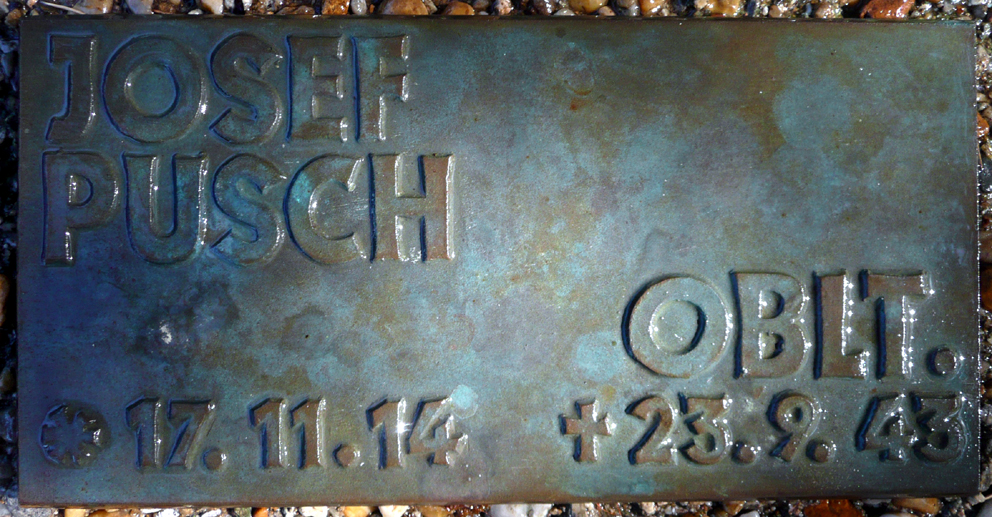 JOSEF
PUSCH
OBLT.
* 17. 11. 14 † 23. 9. 43